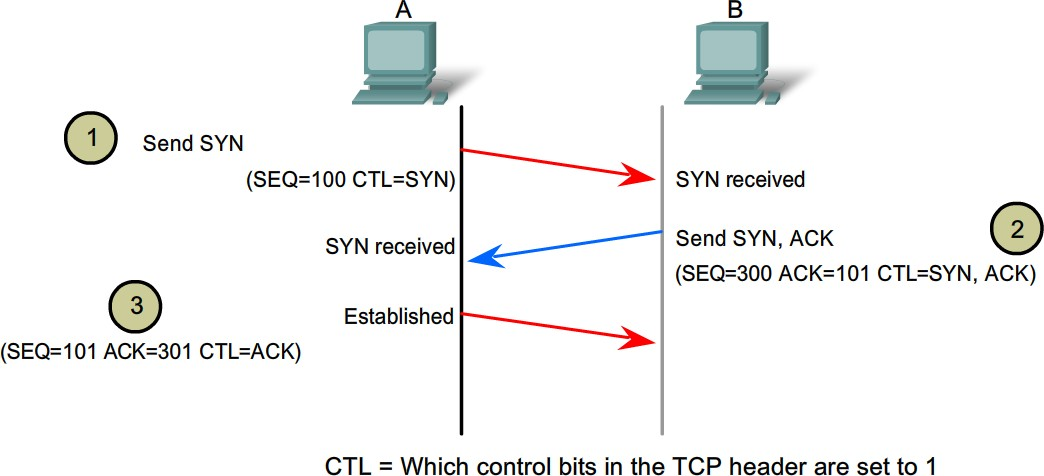 A
B
1
Send SYN
(SEQ=100 CTL=SYN)
SYN received
SYN received
Send SYN, ACK
2
(SEQ=300 ACK=101 CTL=SYN, ACK)
3
Established
(SEQ=101 ACK=301 CTL=ACK)
CTL = Which control bits in the TCP header are set to 1